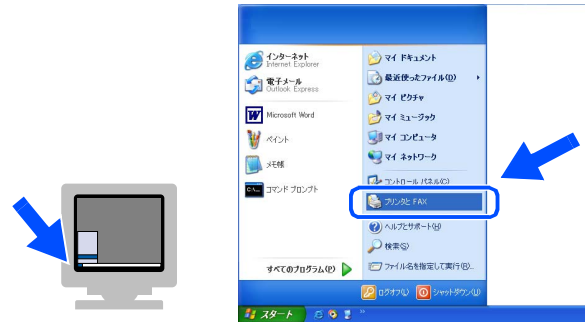 インターネット
Internet Explorer
電子メール
Outlook Express
Microsoft Word
ペイント
メモ帳
コマンド プロンプト
すべてのプログラム(P)
マイ ドキュメント
最近使ったファイル(D)
マイ ピクチャ
マイ ミュージック
マイ コンピュータ
マイ ネットワーク
コントロール パネル(C)
プリンタと FAX
ヘルプとサポート(H)
検索(S)
ファイル名を指定して実行(R)...
ログオフ(L)
シャットダウン(U)
スタート